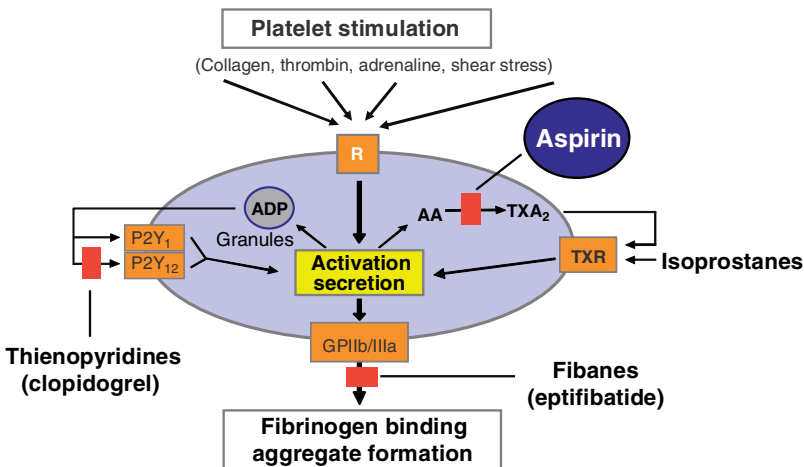 Platelet stimulation
(Collagen, thrombin, adrenaline, shear stress)
Aspirin
R
ADP
Granules
AA
TXA₂
P2Y₁
P2Y₁₂
Activation
secretion
TXR
Isoprostanes
GPIIb/IIIa
Thienopyridines
(clopidogrel)
Fibanes
(eptifibatide)
Fibrinogen binding
aggregate formation